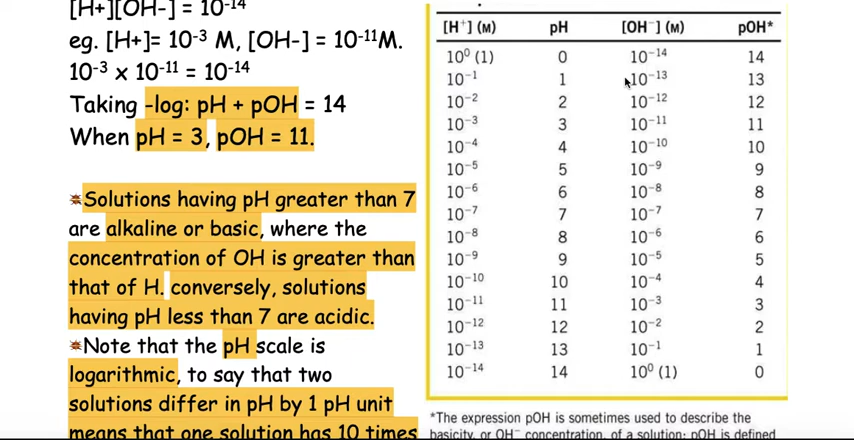 [H+][OH-] = 10⁻¹⁴
eg. [H+]= 10⁻³ M, [OH-] = 10⁻¹¹M.
10⁻³ x 10⁻¹¹ = 10⁻¹⁴
Taking -log: pH + pOH = 14
When pH = 3, pOH = 11.
Solutions having pH greater than 7
are alkaline or basic, where the
concentration of OH is greater than
that of H. conversely, solutions
having pH less than 7 are acidic.
Note that the pH scale is
logarithmic, to say that two
solutions differ in pH by 1 pH unit
means that one solution has 10 times
[H⁺] (M) pH [OH⁻] (M) pOH*
10⁰ (1) 0 10⁻¹⁴ 14
10⁻¹ 1 10⁻¹³ 13
10⁻² 2 10⁻¹² 12
10⁻³ 3 10⁻¹¹ 11
10⁻⁴ 4 10⁻¹⁰ 10
10⁻⁵ 5 10⁻⁹ 9
10⁻⁶ 6 10⁻⁸ 8
10⁻⁷ 7 10⁻⁷ 7
10⁻⁸ 8 10⁻⁶ 6
10⁻⁹ 9 10⁻⁵ 5
10⁻¹⁰ 10 10⁻⁴ 4
10⁻¹¹ 11 10⁻³ 3
10⁻¹² 12 10⁻² 2
10⁻¹³ 13 10⁻¹ 1
10⁻¹⁴ 14 10⁰ (1) 0
*The expression pOH is sometimes used to describe the
basicity, or OH⁻ concentration, of a solution; pOH is defined